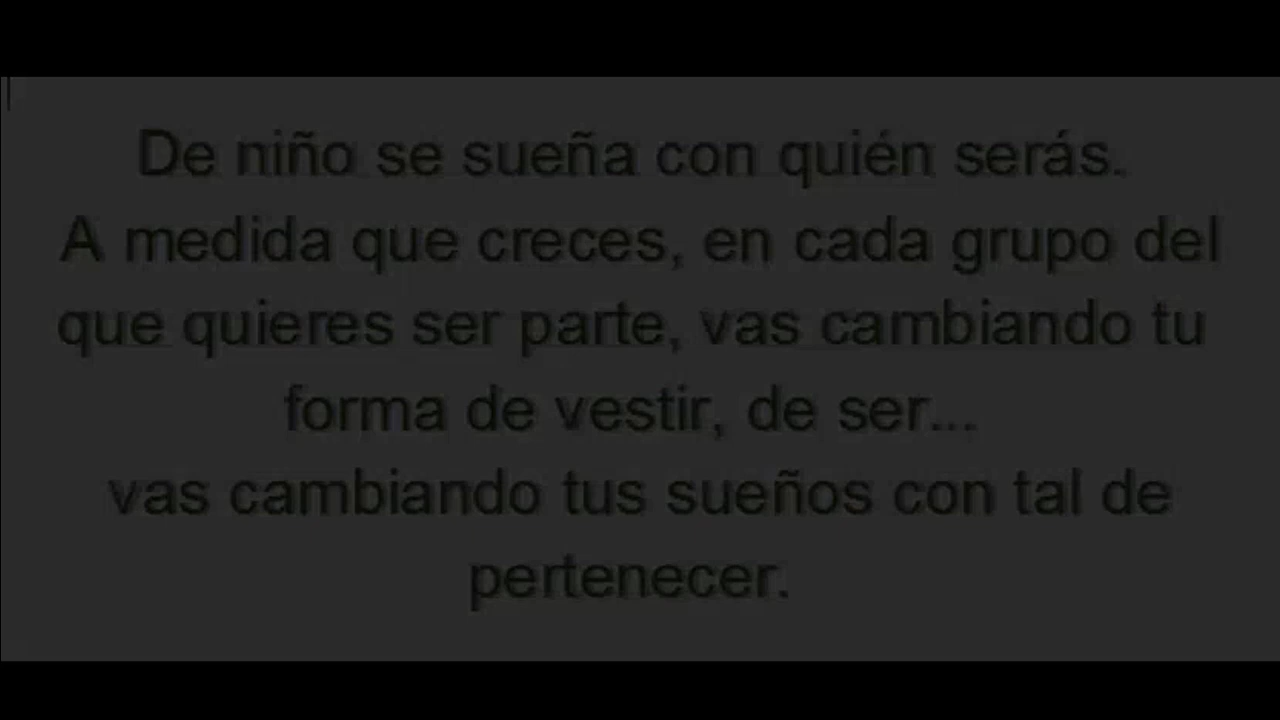 De niño se sueña con quién serás.
A medida que creces, en cada grupo del
que quieres ser parte, vas cambiando tu
forma de vestir, de ser...
vas cambiando tus sueños con tal de
pertenecer.